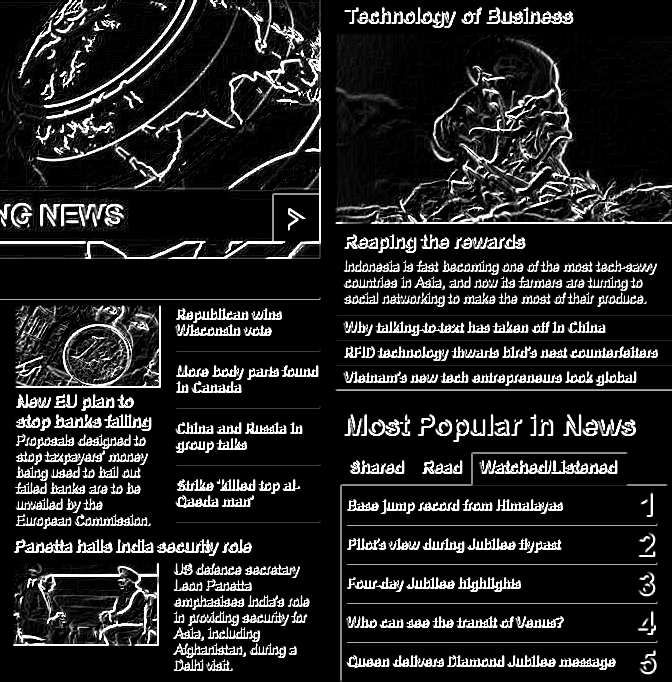 NG NEWS
Republican wins
Wisconsin vote
More body parts found
in Canada
China and Russia in
group talks
Strike 'killed top al-
Qaeda man'
New EU plan to
stop banks failing
Proposals designed to
stop taxpayers' money
being used to bail out
failed banks are to be
unveiled by the
European Commission.
Panetta hails India security role
US defence secretary
Leon Panetta
emphasises India's role
in providing security for
Asia, including
Afghanistan, during a
Delhi visit.
Technology of Business
Reaping the rewards
Indonesia is fast becoming one of the most tech-savvy
countries in Asia, and now its farmers are turning to
social networking to make the most of their produce.
Why talking-to-text has taken off in China
RFID technology thwarts bird's nest counterfeiters
Vietnam's new tech entrepreneurs look global
Most Popular in News
Shared Read Watched/Listened
Base jump record from Himalayas 1
Pilot's view during Jubilee flypast 2
Four-day Jubilee highlights 3
Who can see the transit of Venus? 4
Queen delivers Diamond Jubilee message 5